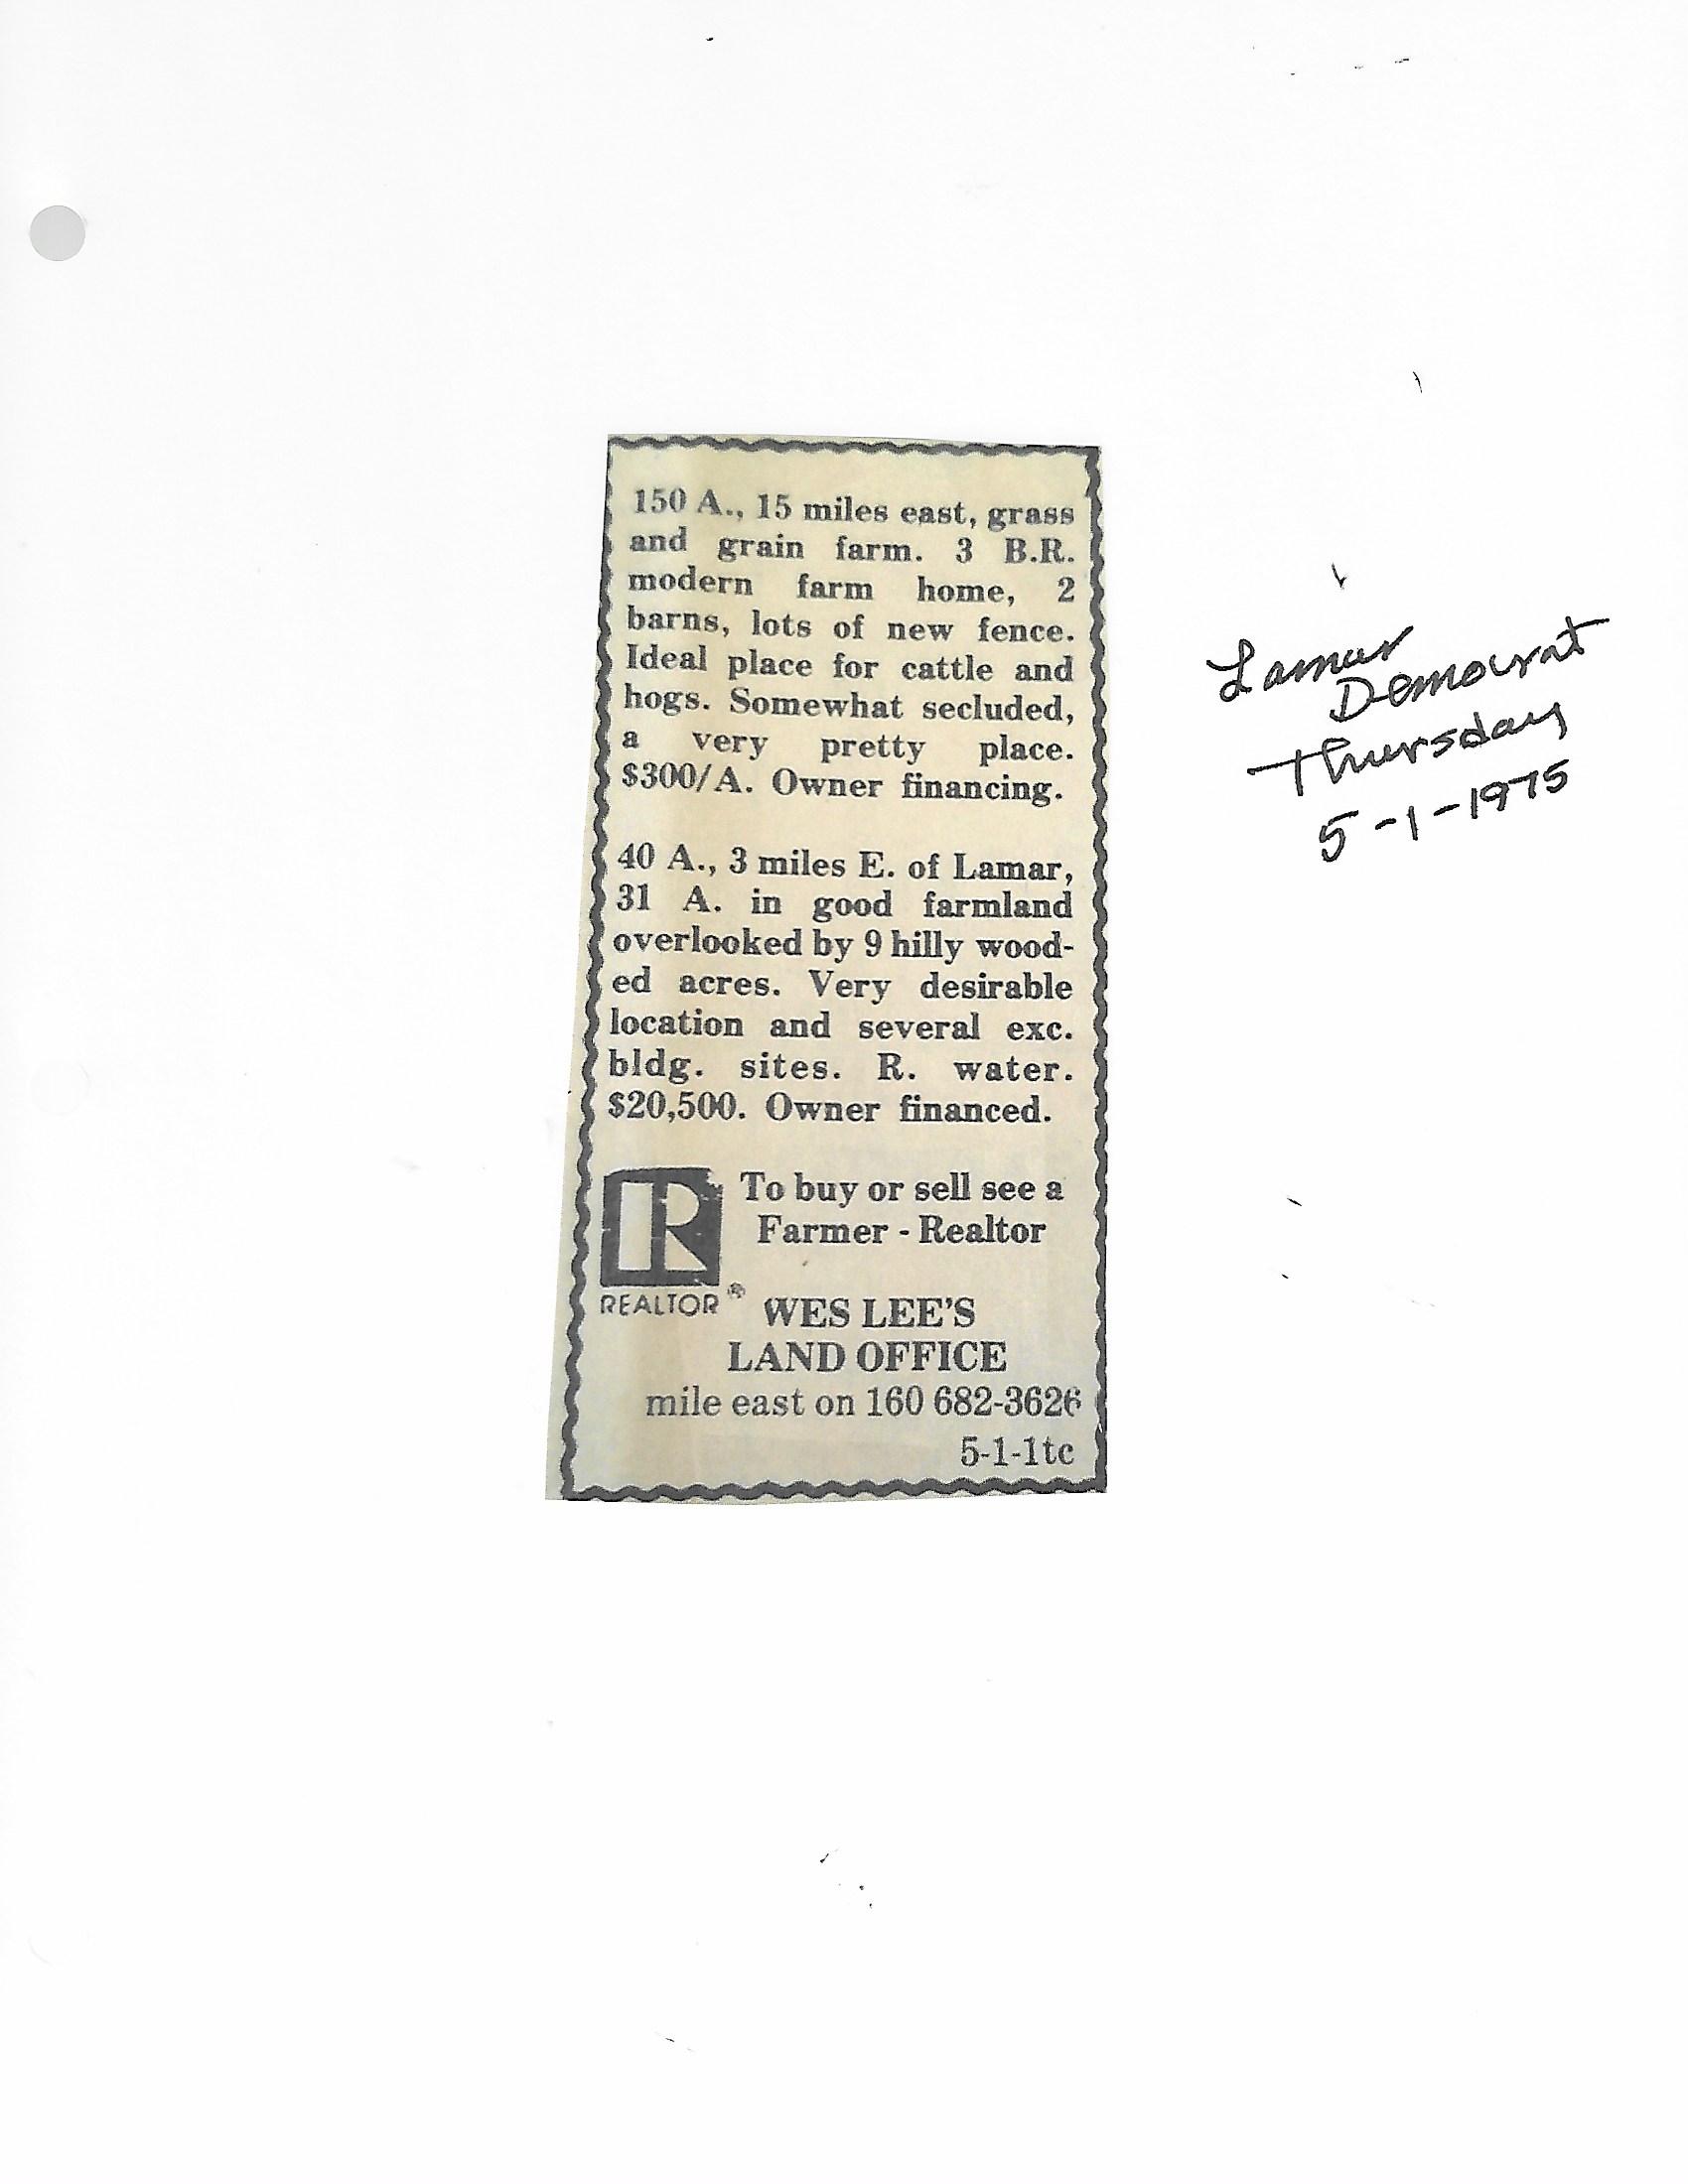 150 A., 15 miles east, grass
and grain farm. 3 B.R.
modern farm home, 2
barns, lots of new fence.
Ideal place for cattle and
hogs. Somewhat secluded,
a very pretty place.
$300/A. Owner financing.
40 A., 3 miles E. of Lamar,
31 A. in good farmland
overlooked by 9 hilly wood-
ed acres. Very desirable
location and several exc.
bldg. sites. R. water.
$20,500. Owner financed.
To buy or sell see a
Farmer - Realtor
R
REALTOR ®
WES LEE'S
LAND OFFICE
mile east on 160 682-3626
5-1-1tc
Lamar
Democrat
Thursday
5-1-1975